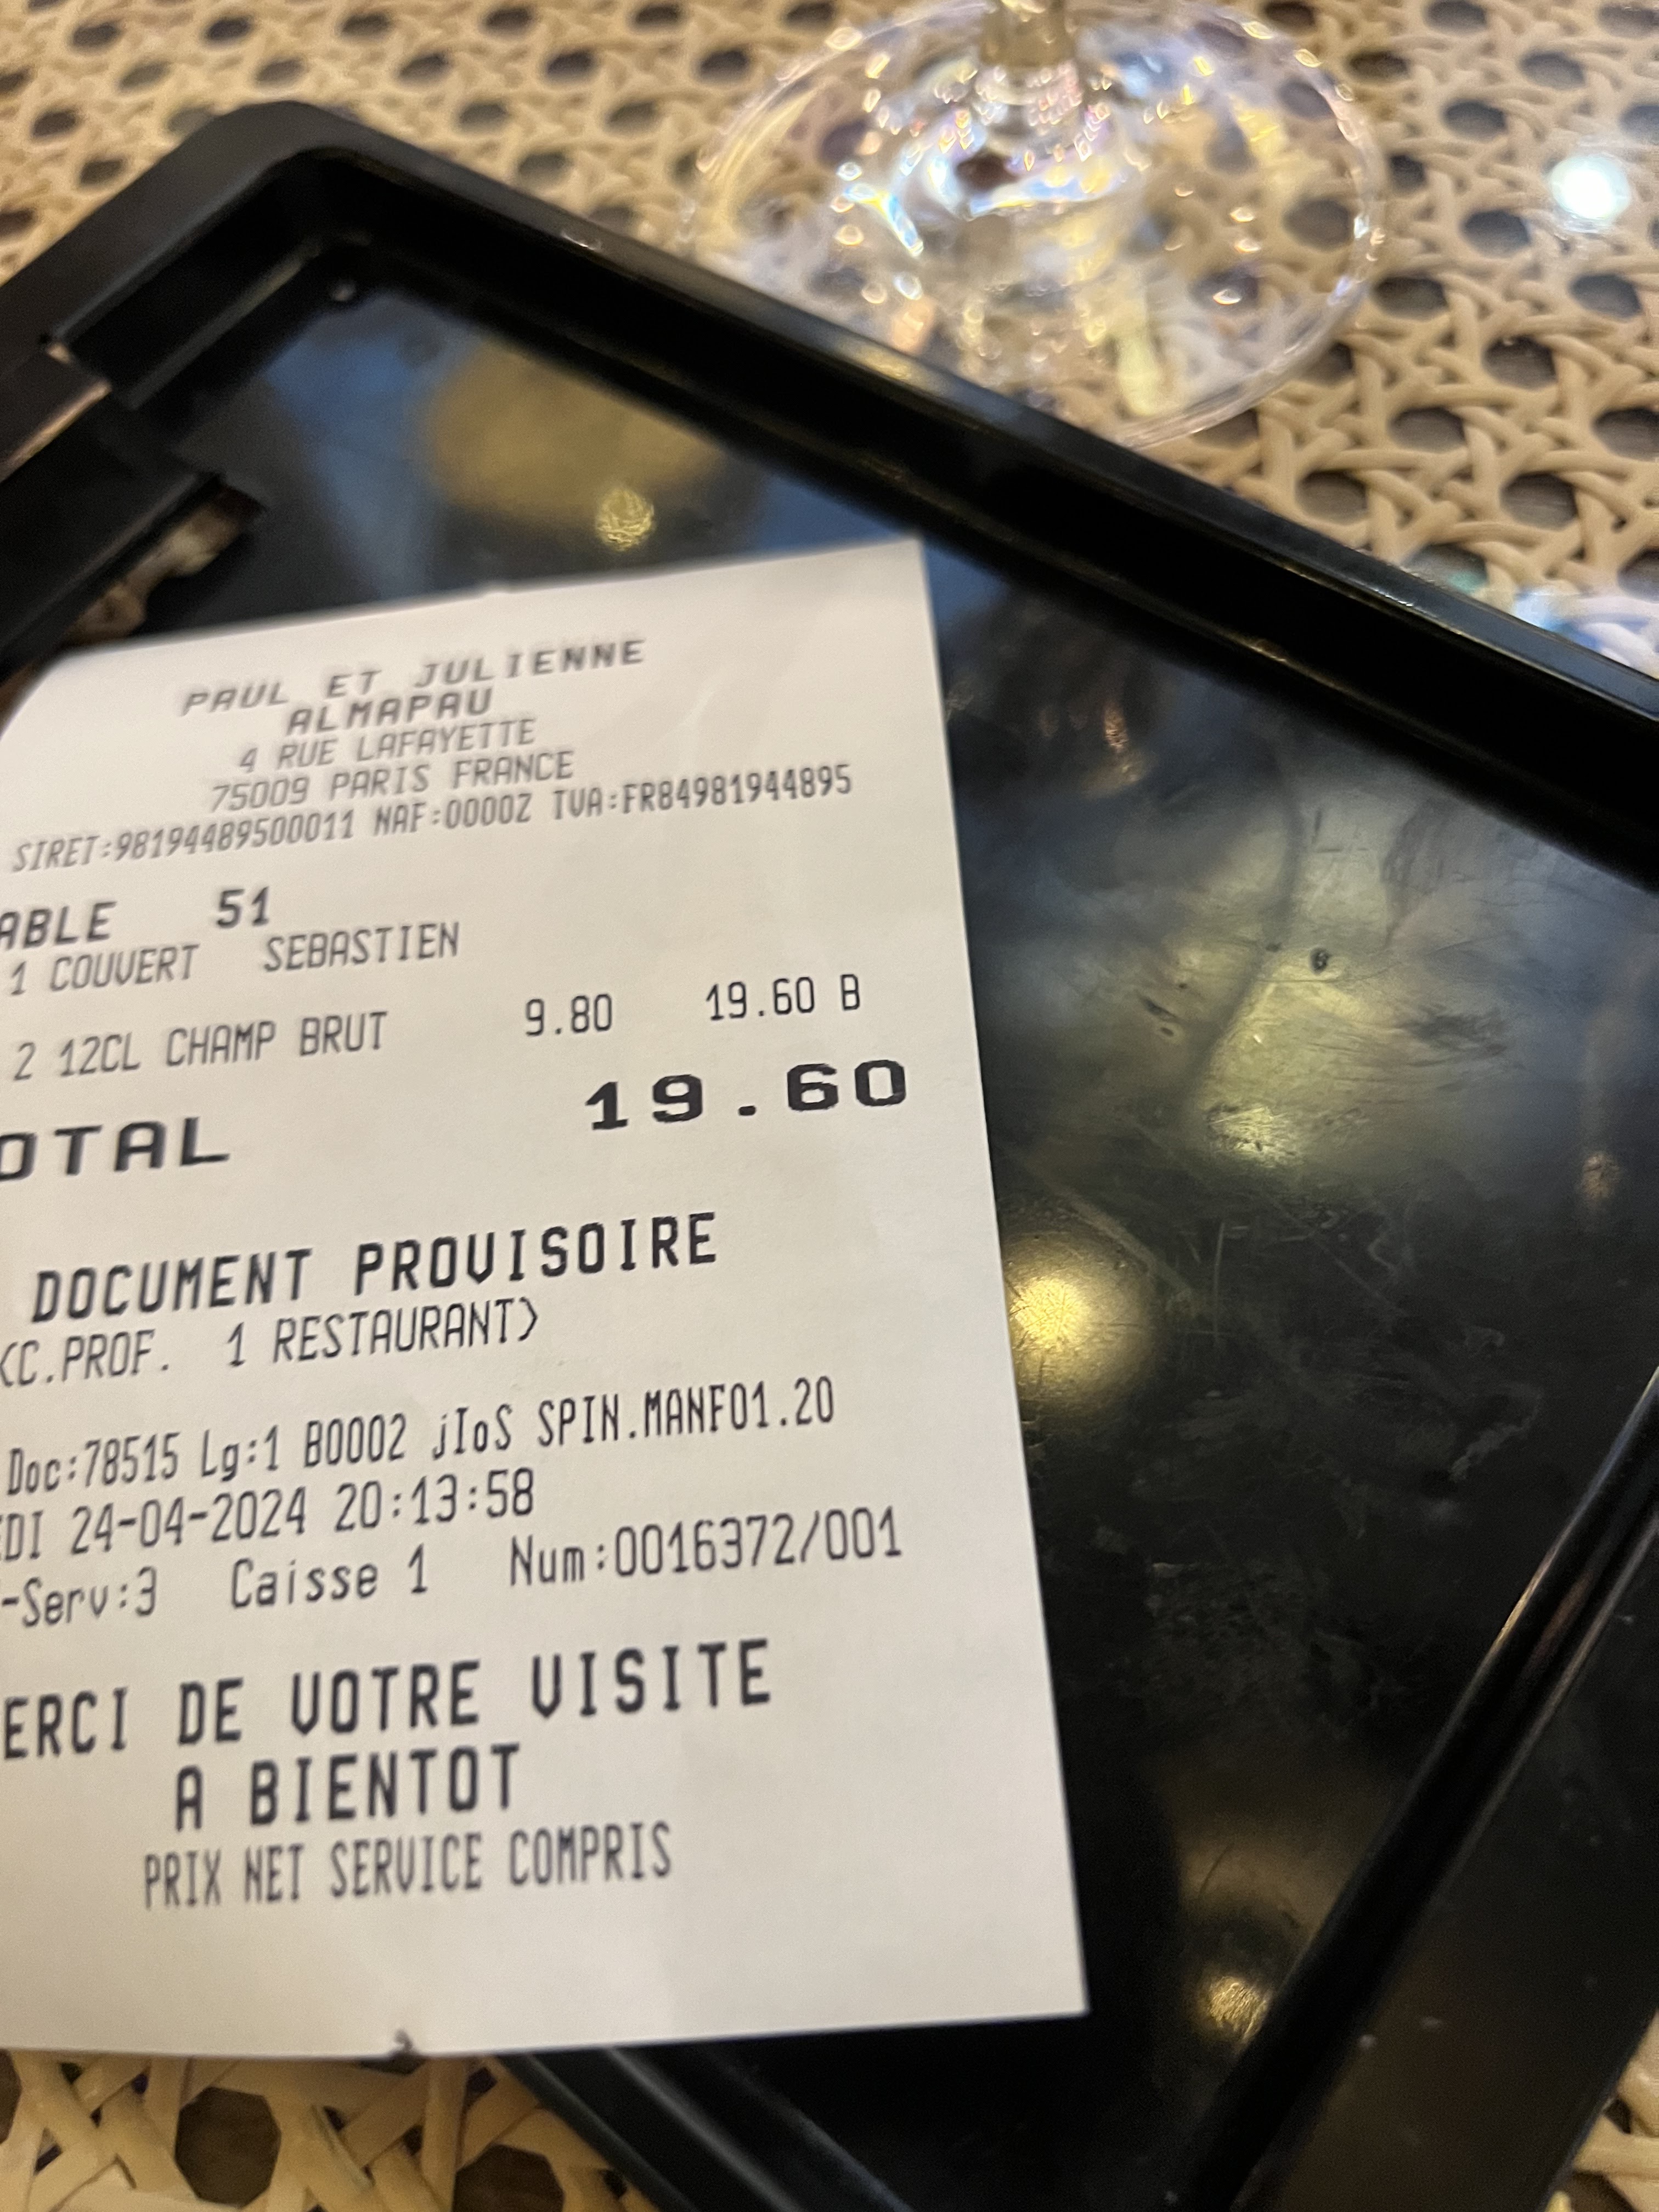 PAUL ET JULIENNE
ALMAPAU
4 RUE LAFAYETTE
75009 PARIS FRANCE
SIRET:98194489500011 NAF:0000Z TVA:FR84981944895
ABLE 51
1 COUVERT SEBASTIEN
2 12CL CHAMP BRUT 9.80 19.60 B
OTAL 19.60
DOCUMENT PROVISOIRE
<C.PROF. 1 RESTAURANT>
Doc:78515 Lg:1 B0002 jIoS SPIN.MANF01.20
EDI 24-04-2024 20:13:58
-Serv:3 Caisse 1 Num:0016372/001
ERCI DE VOTRE VISITE
A BIENTOT
PRIX NET SERVICE COMPRIS